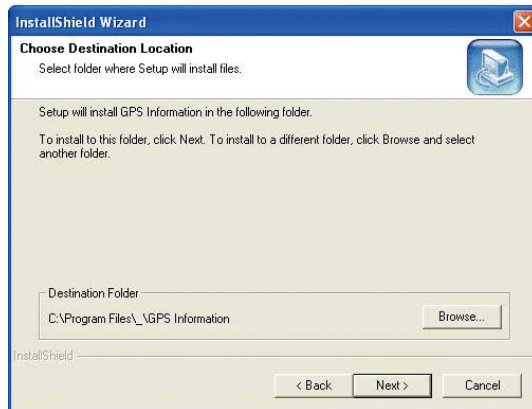 InstallShield Wizard
Choose Destination Location
Select folder where Setup will install files.
Setup will install GPS Information in the following folder.
To install to this folder, click Next. To install to a different folder, click Browse and select
another folder.
Destination Folder
C:\Program Files\_\GPS Information
Browse...
InstallShield
< Back
Next >
Cancel